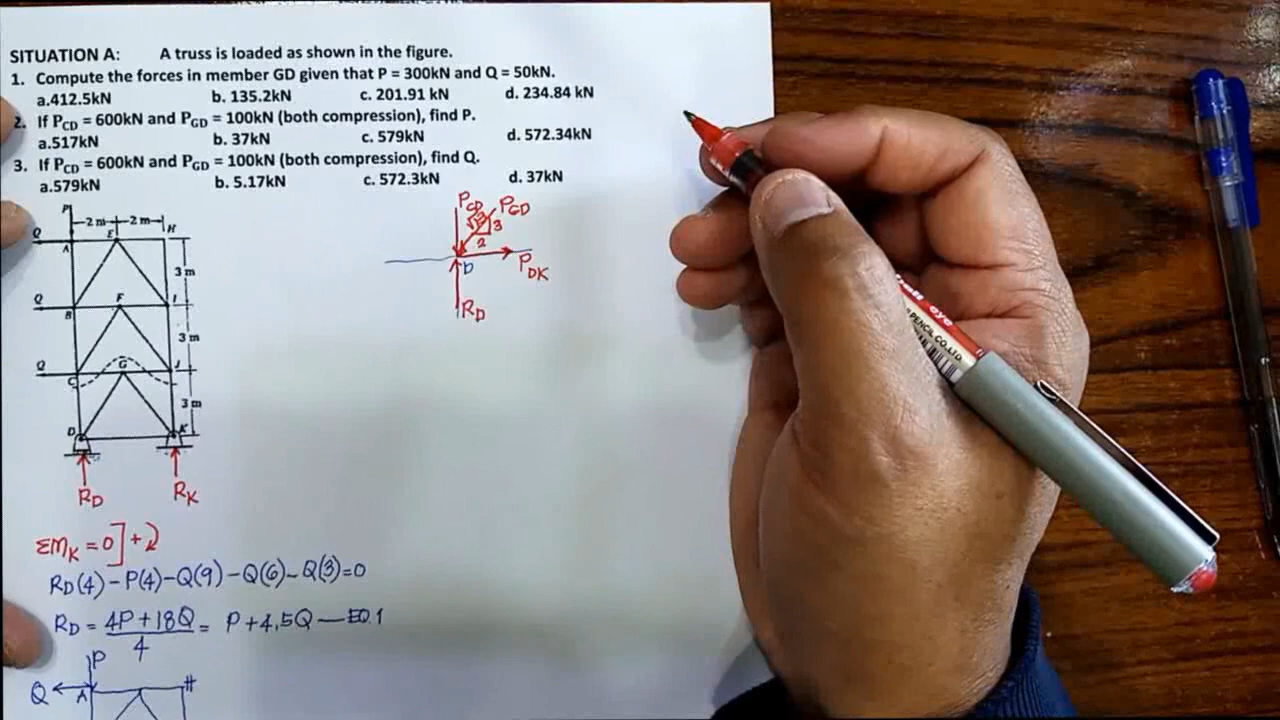 SITUATION A: A truss is loaded as shown in the figure.
1. Compute the forces in member GD given that P = 300kN and Q = 50kN.
a.412.5kN b. 135.2kN c. 201.91 kN d. 234.84 kN
2. If PCD = 600kN and PGD = 100kN (both compression), find P.
a.517kN b. 37kN c. 579kN d. 572.34kN
3. If PCD = 600kN and PGD = 100kN (both compression), find Q.
a.579kN b. 5.17kN c. 572.3kN d. 37kN
P
2 m 2 m
Q A E H
3 m
Q B F I
3 m
Q C G J
3 m
D K
RD RK
PCD PGD
√13 3
2
D PDK
RD
ΣMK = 0] +
RD(4) – P(4) – Q(9) – Q(6) – Q(3) = 0
RD = 4P + 18Q / 4 = P + 4.5Q — EQ.1
P
Q A H